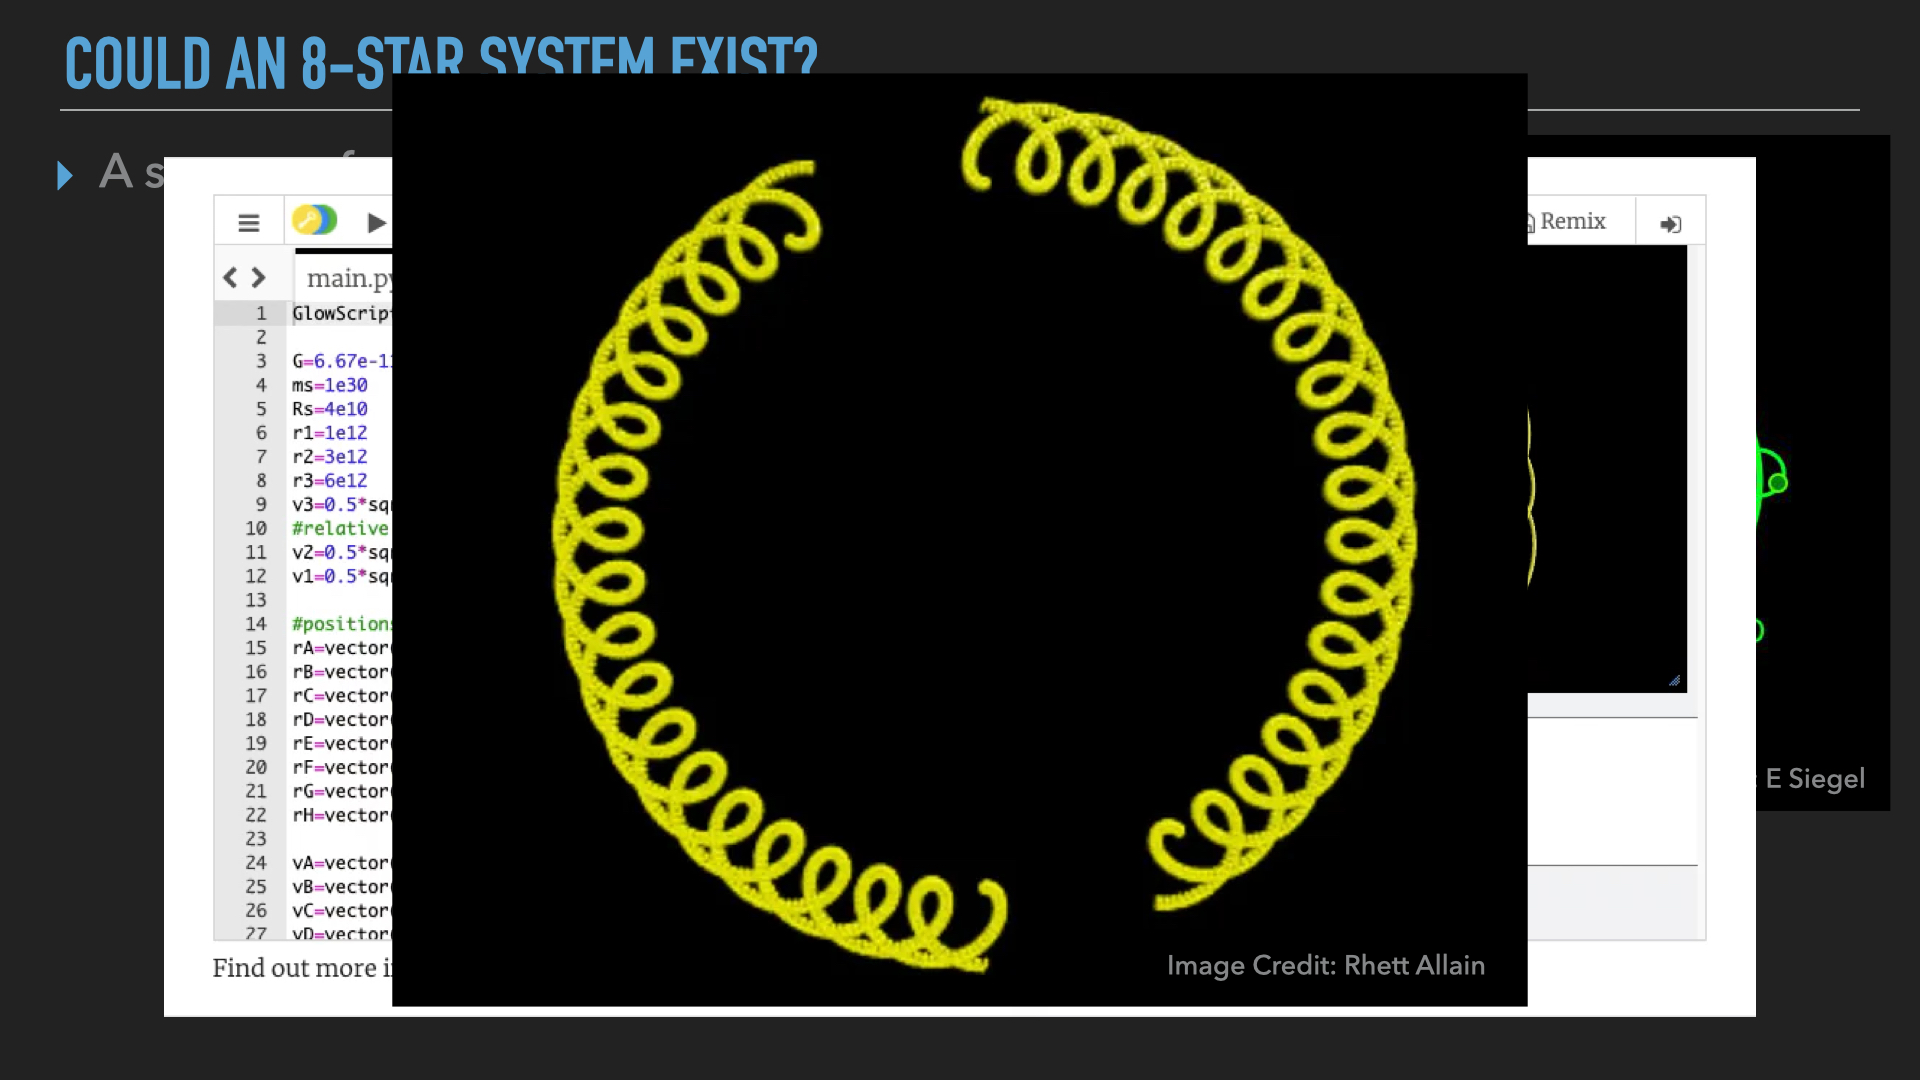 COULD AN 8-STAR SYSTEM EXIST?
A s
Remix
main.py
1 GlowScript
2
3 G=6.67e-11
4 ms=1e30
5 Rs=4e10
6 r1=1e12
7 r2=3e12
8 r3=6e12
9 v3=0.5*sq
10 #relative
11 v2=0.5*sq
12 v1=0.5*sq
13
14 #positions
15 rA=vector(
16 rB=vector(
17 rC=vector(
18 rD=vector(
19 rE=vector(
20 rF=vector(
21 rG=vector(
22 rH=vector(
23
24 vA=vector(
25 vB=vector(
26 vC=vector(
27 vD=vector(
: E Siegel
Find out more i
Image Credit: Rhett Allain